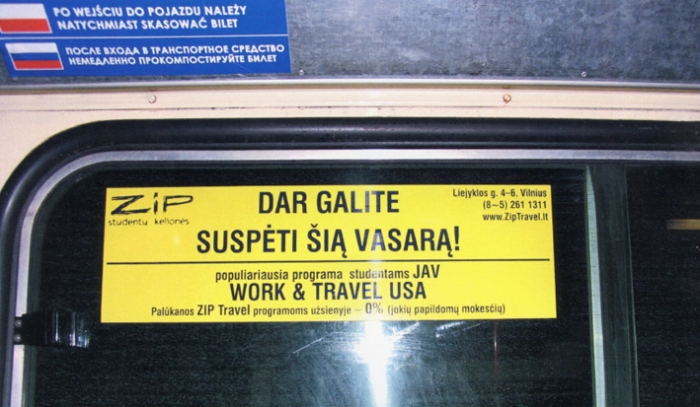 PO WEJŚCIU DO POJAZDU NALEŻY
NATYCHMIAST SKASOWAĆ BILET
ПОСЛЕ ВХОДА В ТРАНСПОРТНОЕ СРЕДСТВО
НЕМЕДЛЕННО ПРОКОМПОСТИРУЙТЕ БИЛЕТ
ZiP
studentų kelionės
DAR GALITE
SUSPĖTI ŠIĄ VASARĄ!
Liejyklos g. 4-6, Vilnius
(8~5) 261 1311
www.ZipTravel.lt
populiariausia programa studentams JAV
WORK & TRAVEL USA
Palūkanos ZIP Travel programoms užsienyje – 0% (jokių papildomų mokesčių)